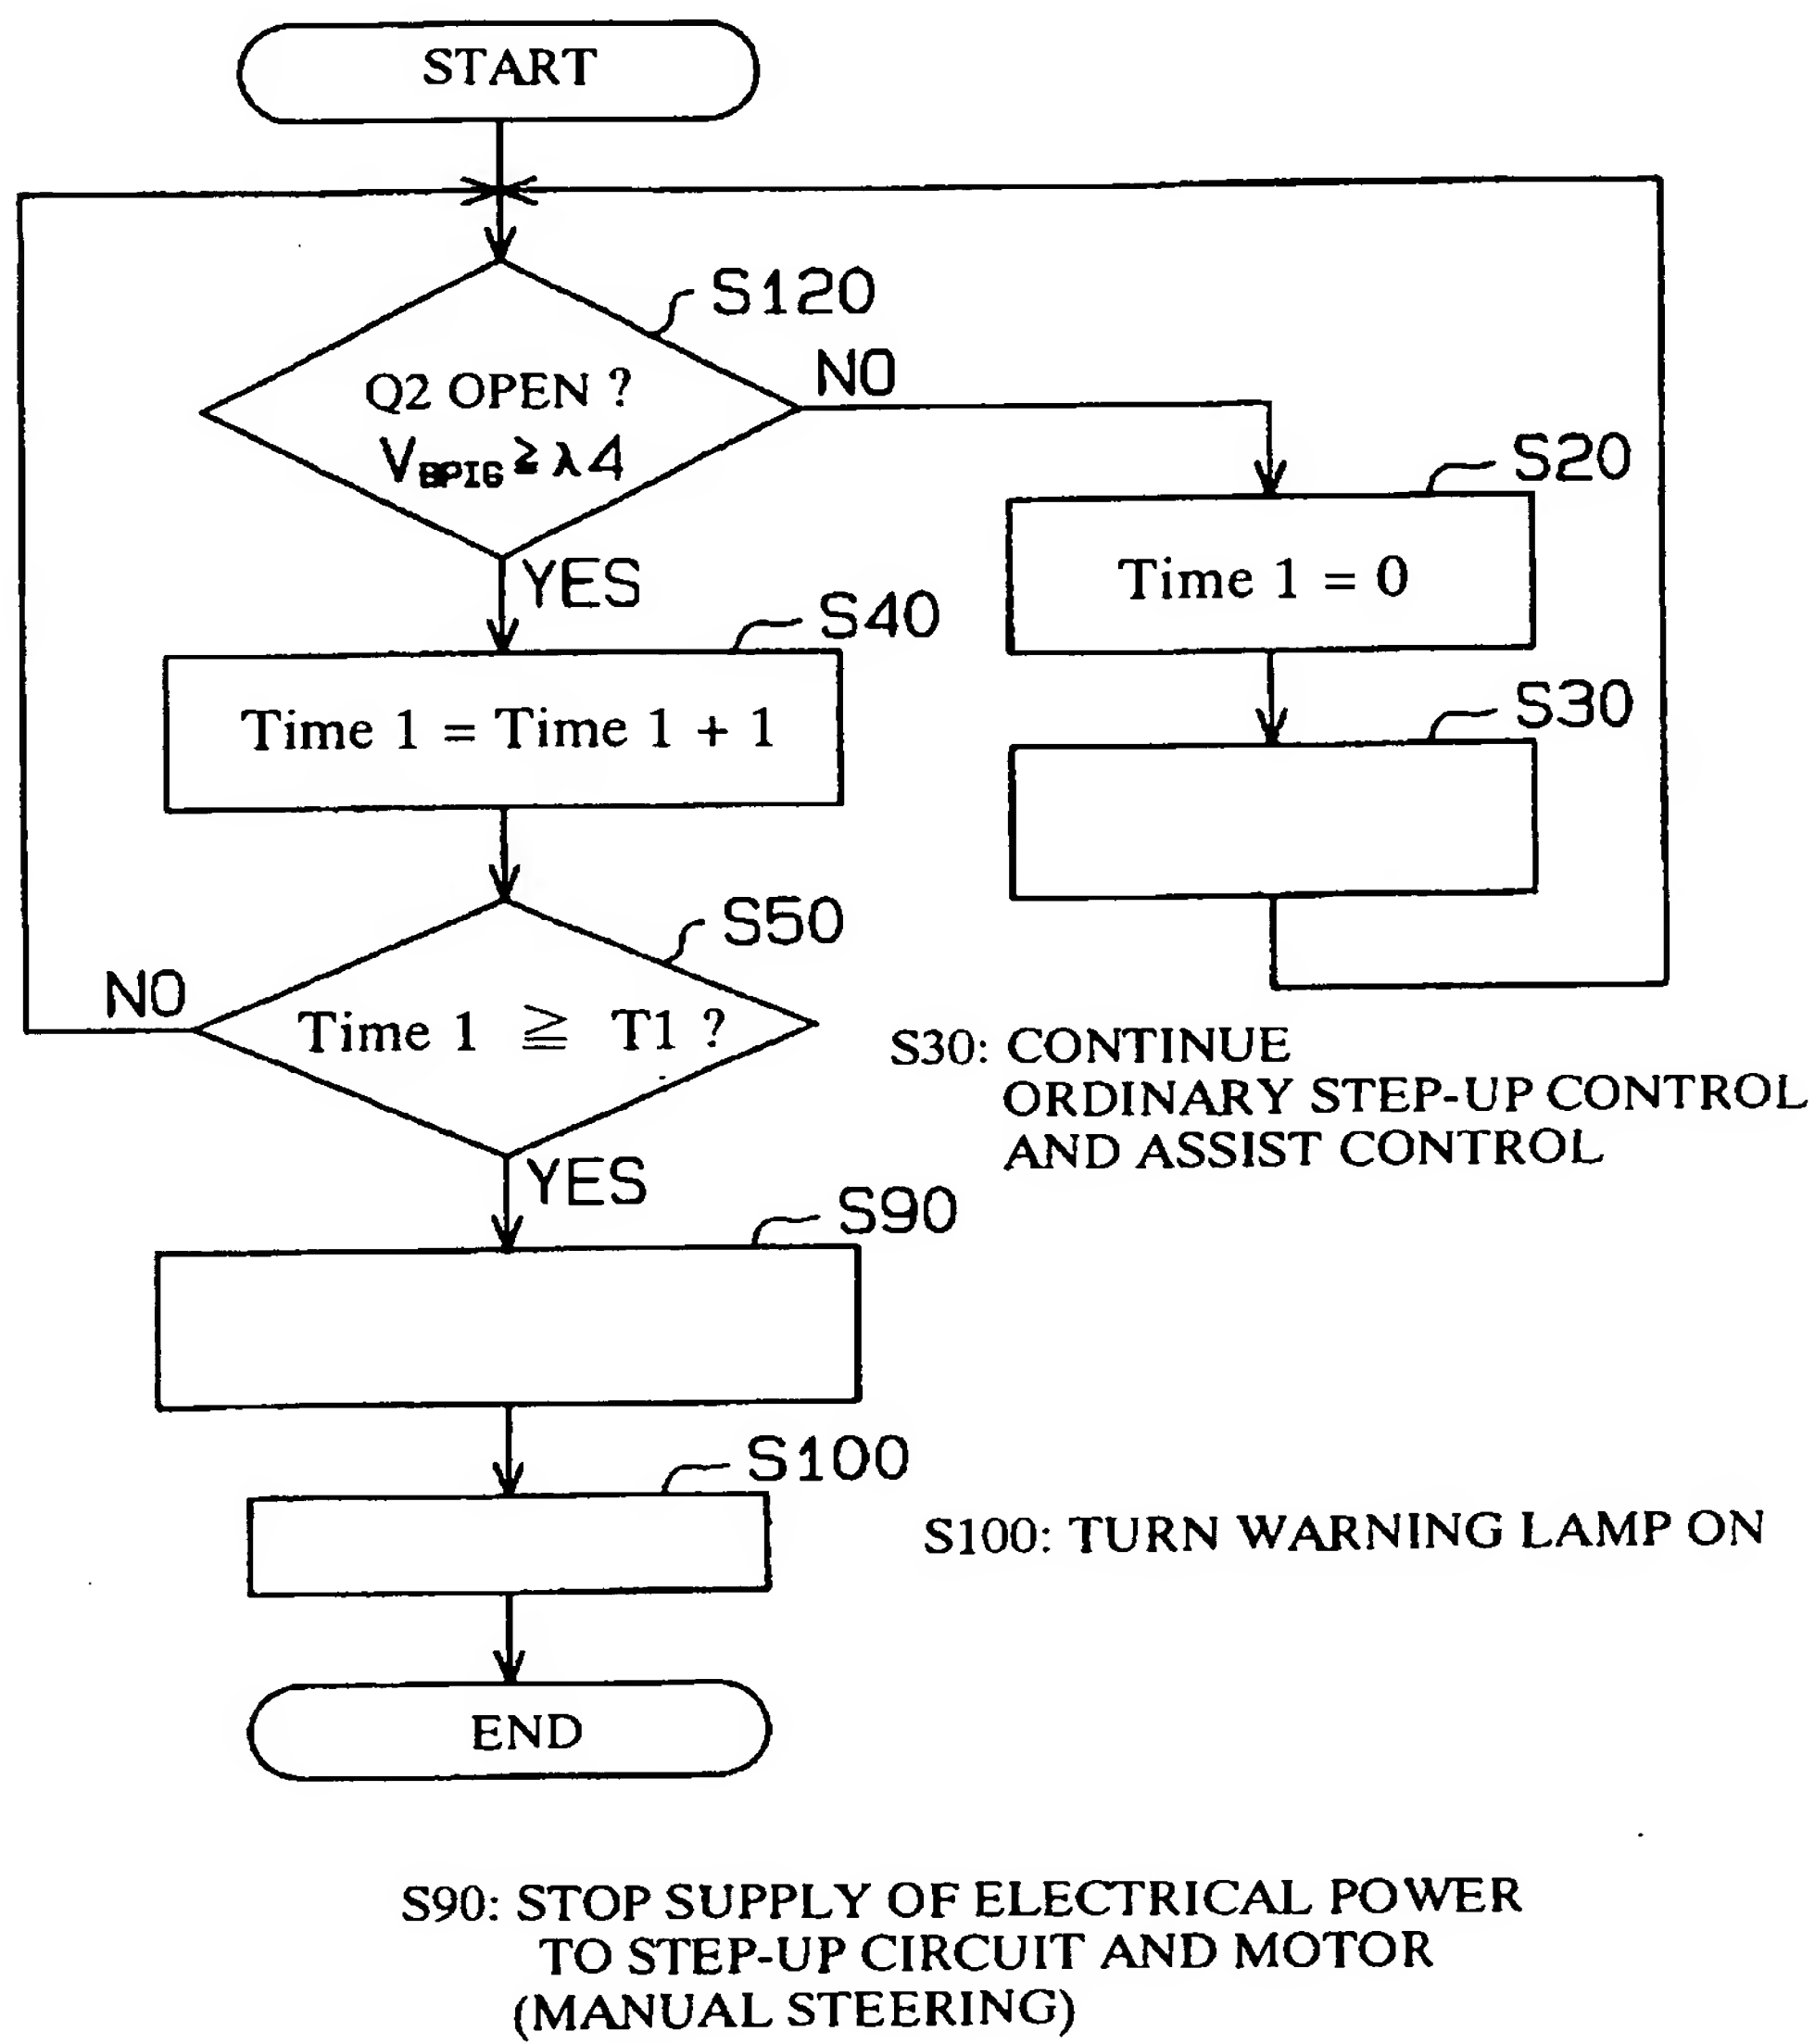 START
S120
NO
Q2 OPEN ?
VBPIG ≧ λ4
S20
Time 1 = 0
YES
S40
Time 1 = Time 1 + 1
S30
S50
NO
Time 1 ≧ T1 ?
S30: CONTINUE
ORDINARY STEP-UP CONTROL
AND ASSIST CONTROL
YES
S90
S100
S100: TURN WARNING LAMP ON
END
S90: STOP SUPPLY OF ELECTRICAL POWER
TO STEP-UP CIRCUIT AND MOTOR
(MANUAL STEERING)